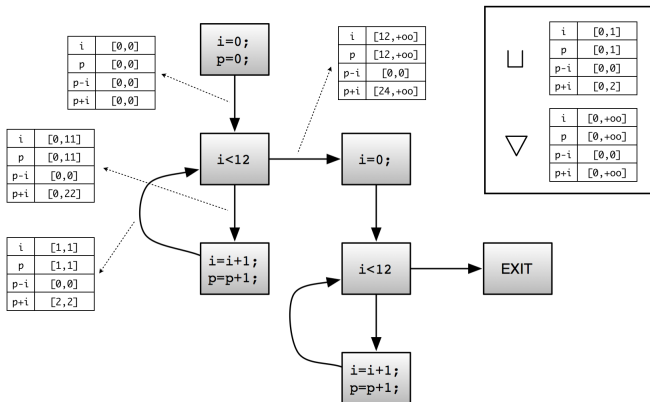 i [0,0]
p [0,0]
p-i [0,0]
p+i [0,0]
i=0;
p=0;
i [12,+oo]
p [12,+oo]
p-i [0,0]
p+i [24,+oo]
⊔
i [0,1]
p [0,1]
p-i [0,0]
p+i [0,2]
▽
i [0,+oo]
p [0,+oo]
p-i [0,0]
p+i [0,+oo]
i [0,11]
p [0,11]
p-i [0,0]
p+i [0,22]
i<12
i=0;
i [1,1]
p [1,1]
p-i [0,0]
p+i [2,2]
i=i+1;
p=p+1;
i<12
EXIT
i=i+1;
p=p+1;